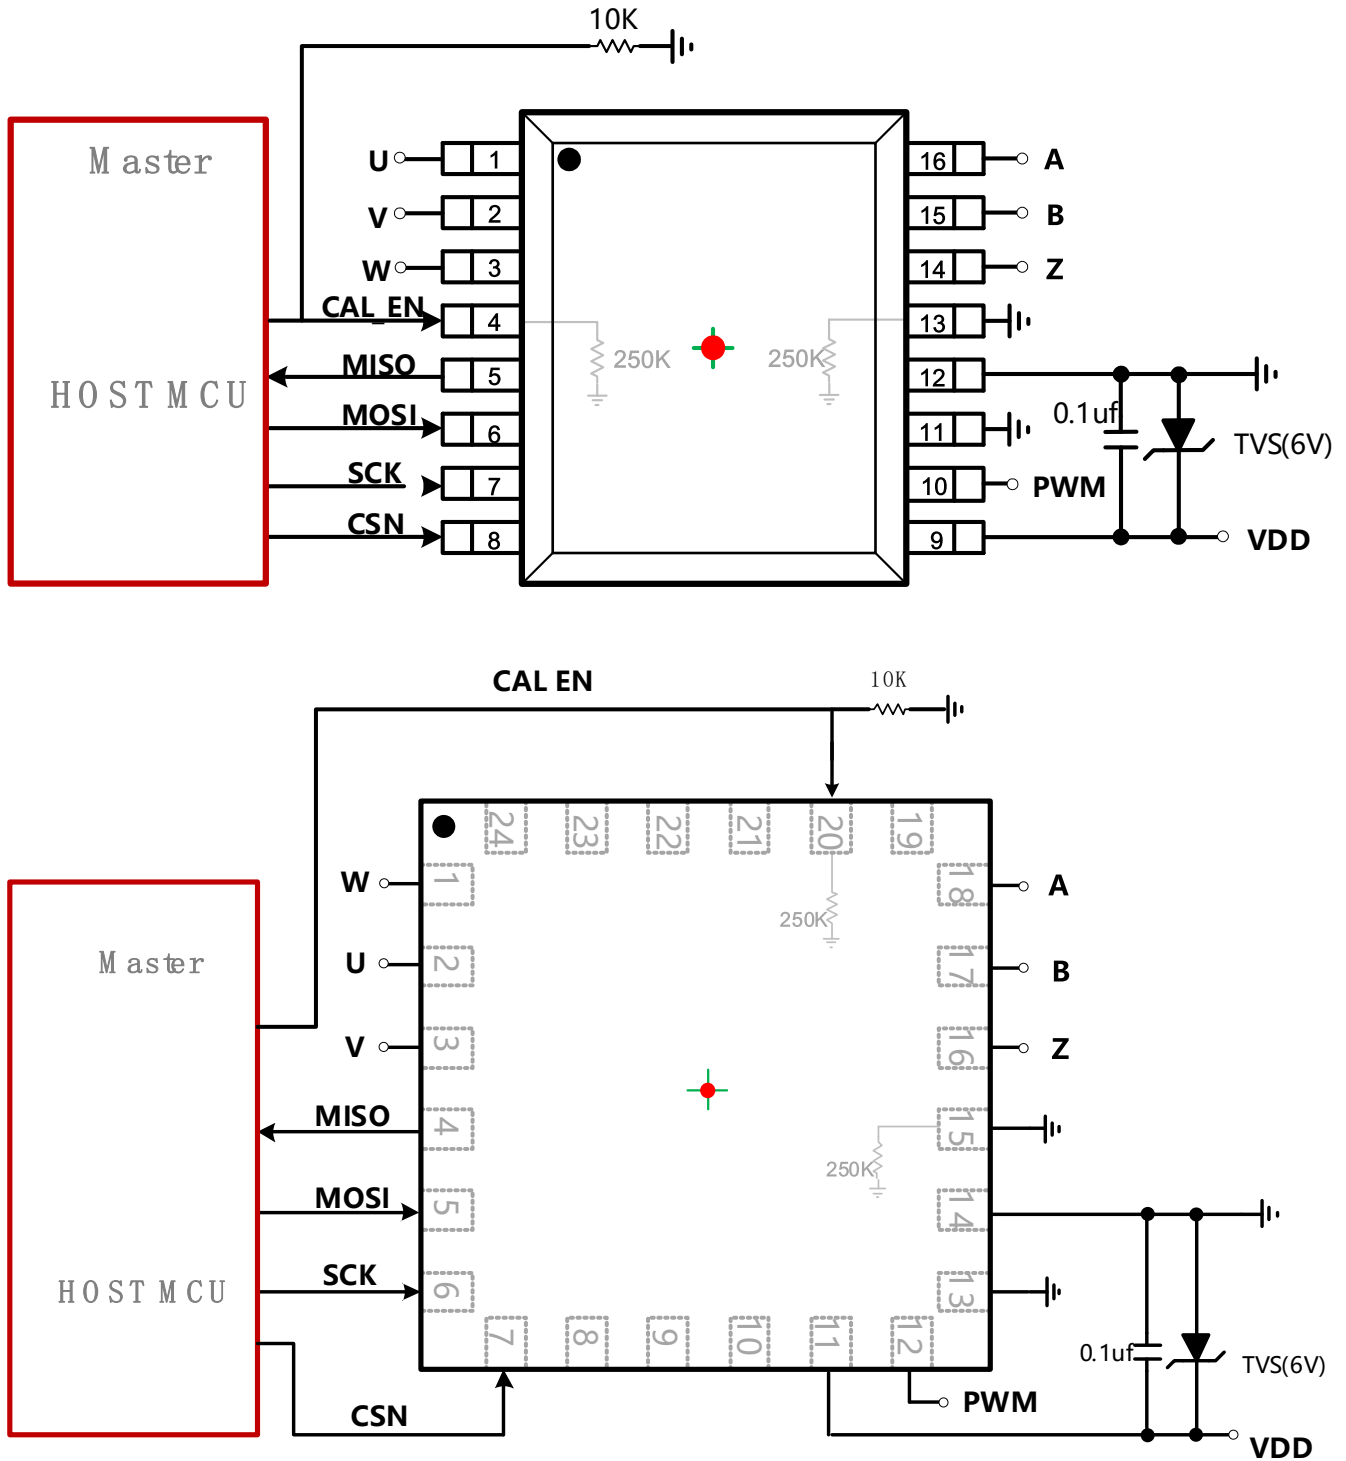 10K
Master
HOST MCU
U 1 16 A
V 2 15 B
W 3 14 Z
CAL_EN 4 13
250K 250K
MISO 5 12
MOSI 6 11
0.1uf TVS(6V)
SCK 7 10 PWM
CSN 8 9 VDD
CAL EN
10K
24 23 22 21 20 19
W 1 18 A
250K
Master
U 2 17 B
V 3 16 Z
MISO 4 15
250K
MOSI 5 14
SCK 6 13
HOST MCU
7 8 9 10 11 12
0.1uf TVS(6V)
CSN
PWM
VDD